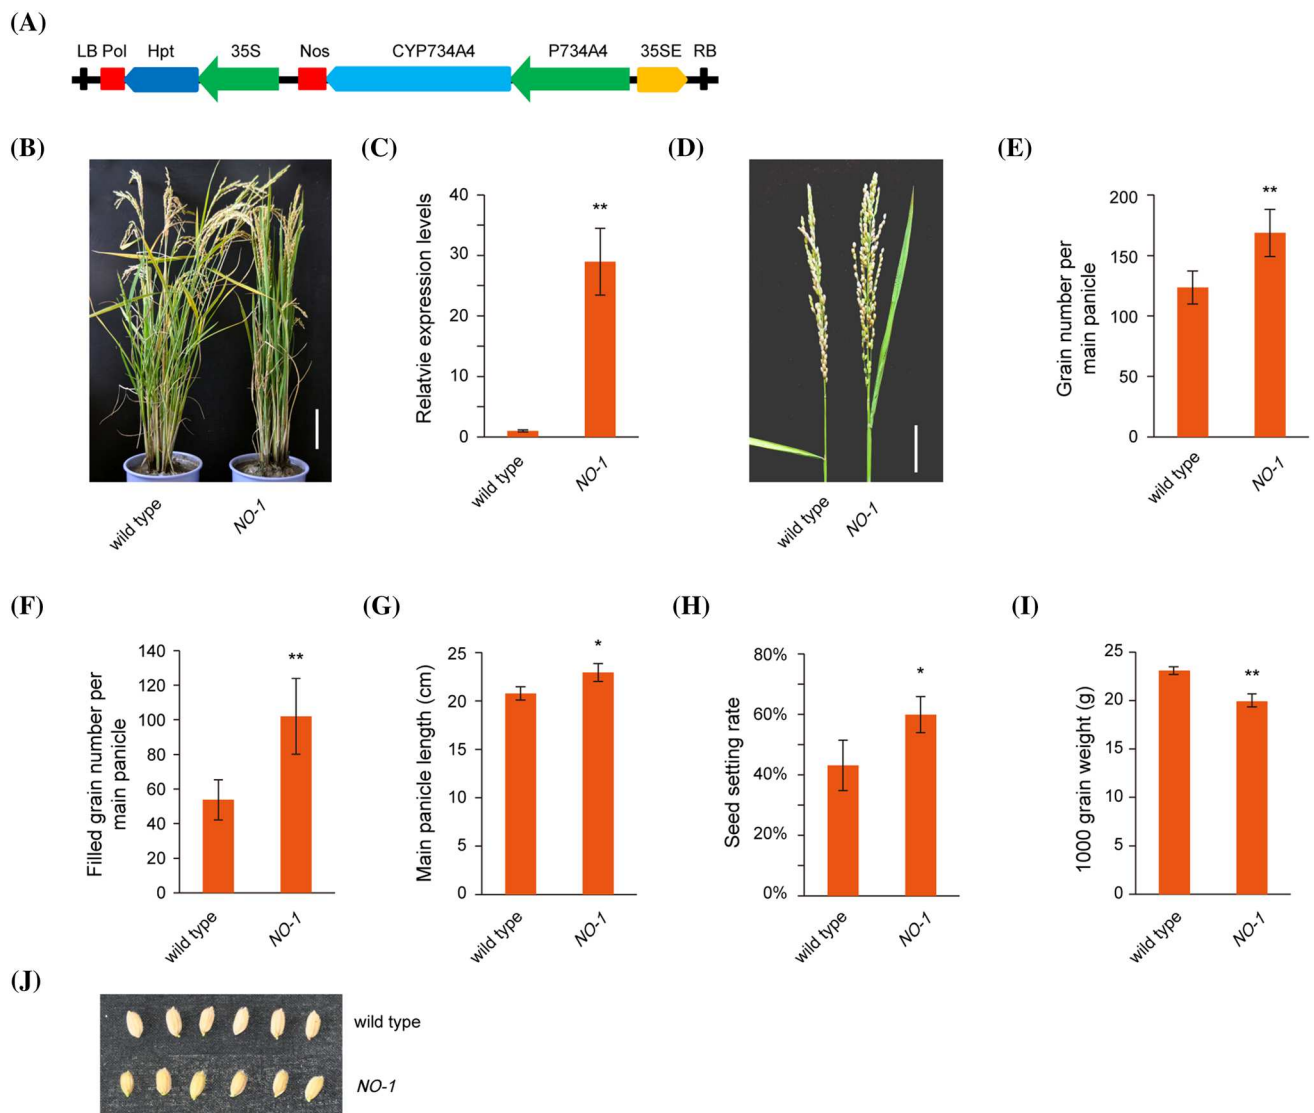 (A)
LB Pol Hpt 35S Nos CYP734A4 P734A4 35SE RB
(B)
wild type
NO-1
(C)
Relatvie expression levels
40
30
20
10
0
**
wild type
NO-1
(D)
wild type
NO-1
(E)
Grain number per
main panicle
200
150
100
50
0
**
wild type
NO-1
(F)
Filled grain number per
main panicle
140
120
100
80
60
40
20
0
**
wild type
NO-1
(G)
Main panicle length (cm)
25
20
15
10
5
0
*
wild type
NO-1
(H)
Seed setting rate
80%
60%
40%
20%
0%
*
wild type
NO-1
(I)
1000 grain weight (g)
25
20
15
10
5
0
**
wild type
NO-1
(J)
wild type
NO-1